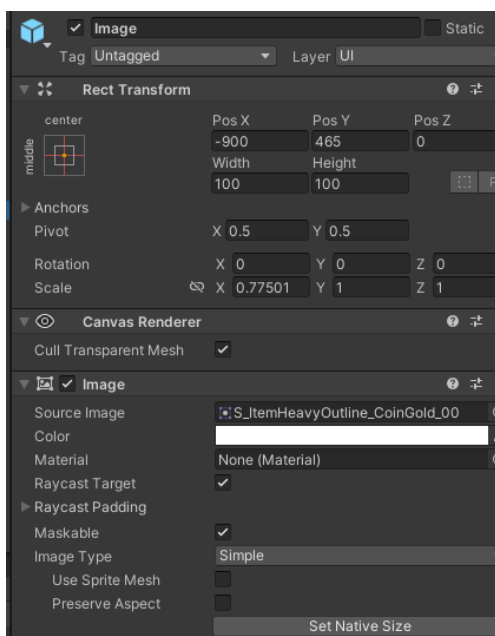 Image Static
Tag Untagged Layer UI
Rect Transform
center Pos X Pos Y Pos Z
middle -900 465 0
Width Height
100 100
Anchors
Pivot X 0.5 Y 0.5
Rotation X 0 Y 0 Z 0
Scale X 0.77501 Y 1 Z 1
Canvas Renderer
Cull Transparent Mesh
Image
Source Image S_ItemHeavyOutline_CoinGold_00
Color
Material None (Material)
Raycast Target
Raycast Padding
Maskable
Image Type Simple
Use Sprite Mesh
Preserve Aspect
Set Native Size